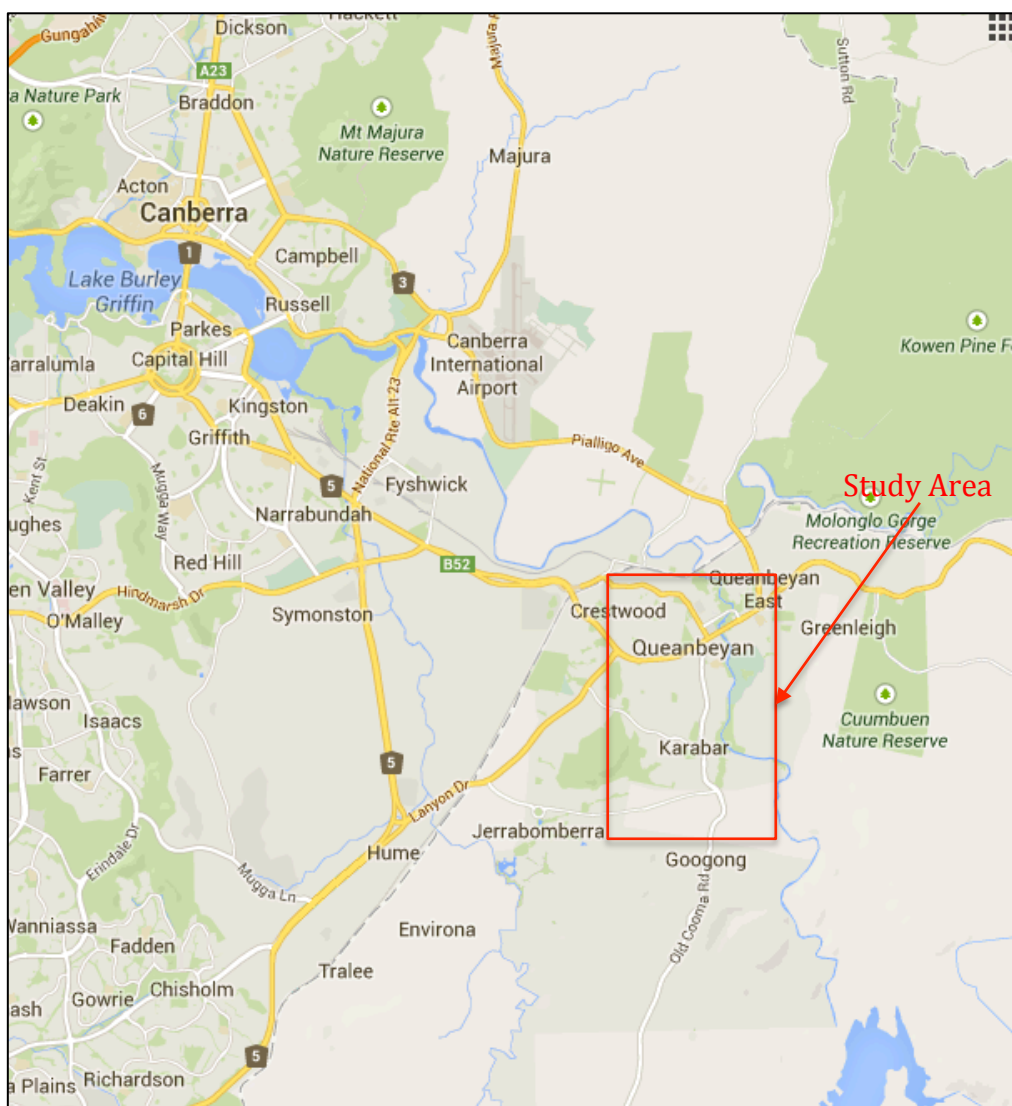 Hackett
Dickson
Gungahl
A23
Braddon
a Nature Park
Majura Av
Sutton Rd
Mt Majura
Nature Reserve
Majura
Acton
Canberra
1
Campbell
3
Lake Burley
Griffin
Russell
Parkes
Canberra
International
Airport
arralumla
Capital Hill
Kowen Pine Fo
Deakin
6
Kingston
National Rte Alt 23
Griffith
Pialligo Ave
Kent St
Mugga Way
5
Fyshwick
Study Area
Narrabundah
ughes
Molonglo Gorge
Recreation Reserve
Red Hill
B52
en Valley
Hindmarsh Dr
Queanbeyan
East
O'Malley
Symonston
Crestwood
Greenleigh
Queanbeyan
awson
Isaacs
Cuumbuen
Nature Reserve
s
Karabar
Farrer
5
Lanyon Dr
Jerrabomberra
Erindale Dr
Hume
Googong
Mugga Ln
Old Cooma Rd
Wanniassa
Environa
Fadden
Tralee
Chisholm
ash
Gowrie
5
a Plains
Richardson